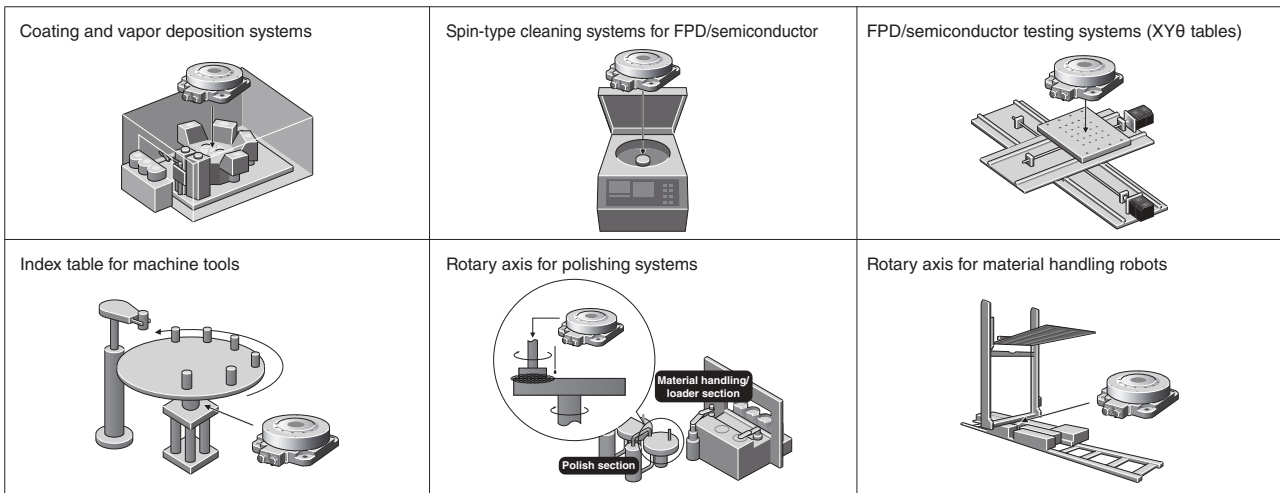 Coating and vapor deposition systems
Spin-type cleaning systems for FPD/semiconductor
FPD/semiconductor testing systems (XYθ tables)
Index table for machine tools
Rotary axis for polishing systems
Material handling/
loader section
Polish section
Rotary axis for material handling robots